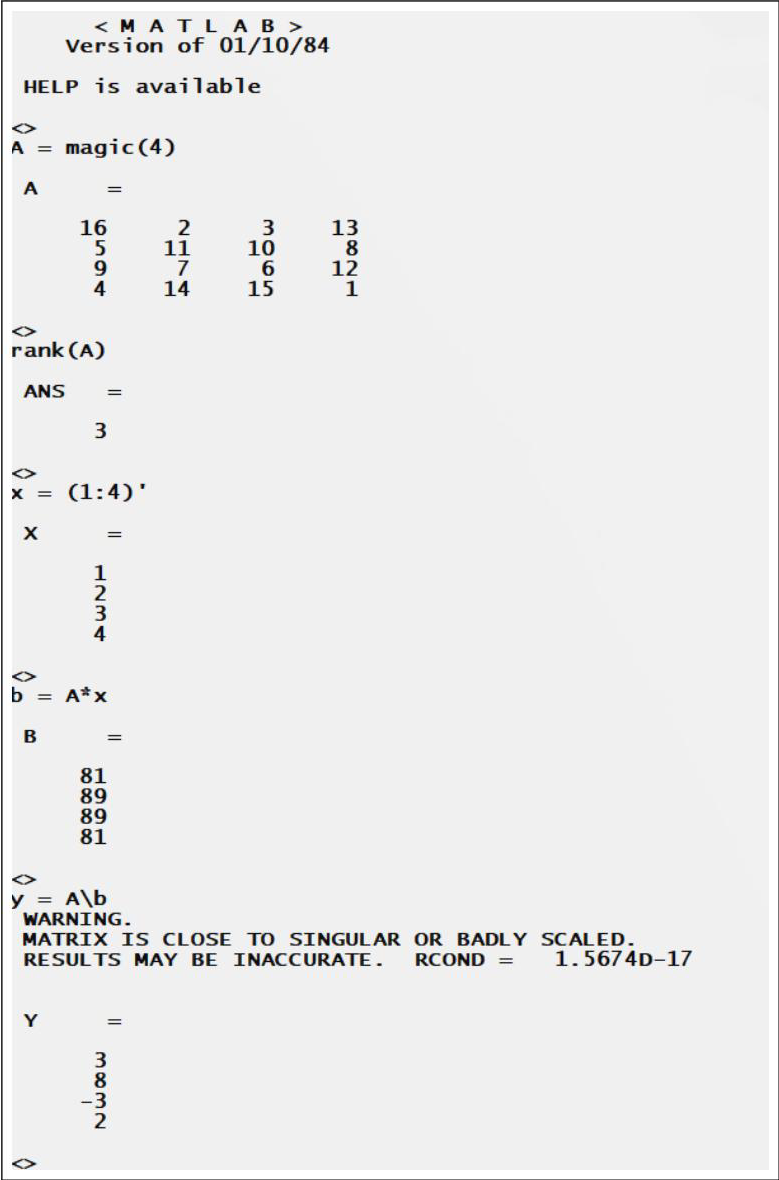 < M A T L A B >
Version of 01/10/84
HELP is available
<>
A = magic(4)
A =
16 2 3 13
5 11 10 8
9 7 6 12
4 14 15 1
<>
rank(A)
ANS =
3
<>
x = (1:4)'
X =
1
2
3
4
<>
b = A*x
B =
81
89
89
81
<>
y = A\b
WARNING.
MATRIX IS CLOSE TO SINGULAR OR BADLY SCALED.
RESULTS MAY BE INACCURATE. RCOND = 1.5674D-17
Y =
3
8
-3
2
<>